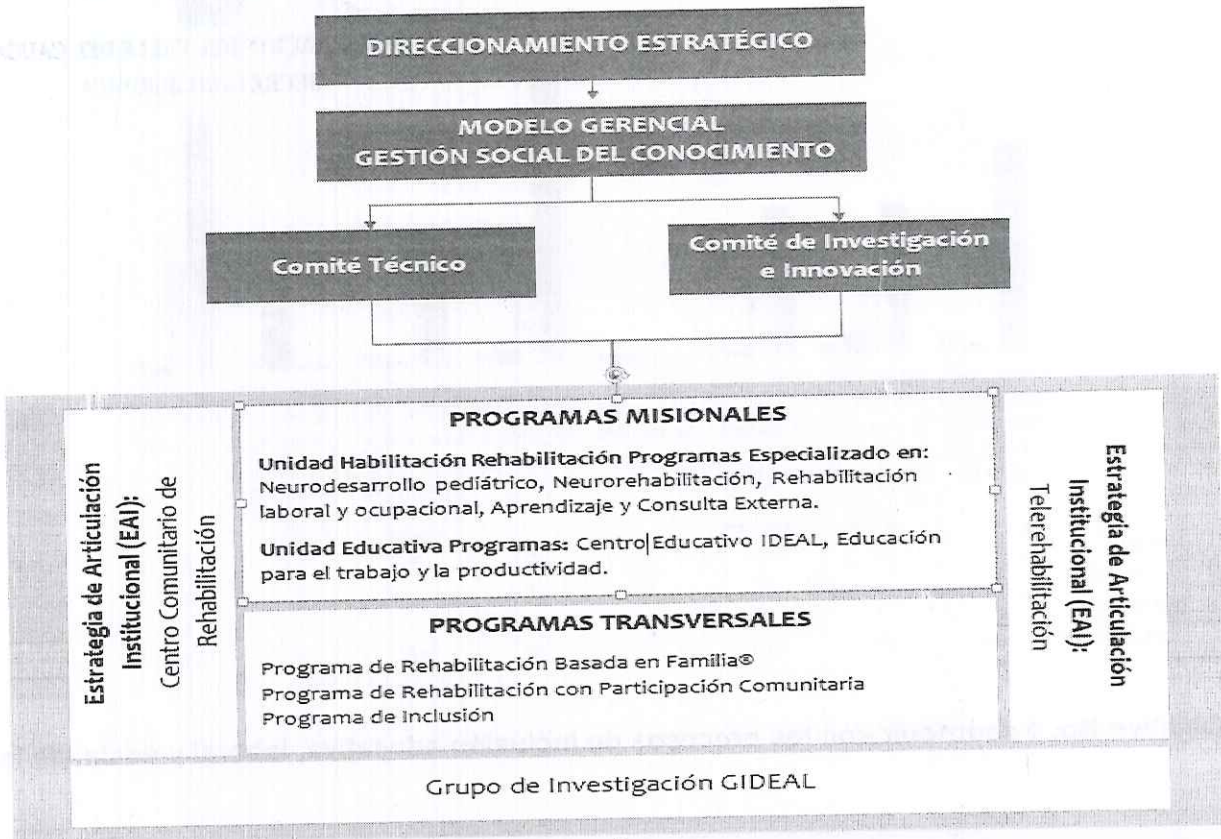 DIRECCIONAMIENTO ESTRATÉGICO
MODELO GERENCIAL
GESTIÓN SOCIAL DEL CONOCIMIENTO
Comité Técnico
Comité de Investigación
e Innovación
Estrategia de Articulación
Institucional (EAI):
Centro Comunitario de
Rehabilitación
PROGRAMAS MISIONALES
Unidad Habilitación Rehabilitación Programas Especializado en:
Neurodesarrollo pediátrico, Neurorehabilitación, Rehabilitación
laboral y ocupacional, Aprendizaje y Consulta Externa.
Unidad Educativa Programas: Centro Educativo IDEAL, Educación
para el trabajo y la productividad.
PROGRAMAS TRANSVERSALES
Programa de Rehabilitación Basada en Familia®
Programa de Rehabilitación con Participación Comunitaria
Programa de Inclusión
Estrategia de Articulación
Institucional (EAI):
Telerehabilitación
Grupo de Investigación GIDEAL